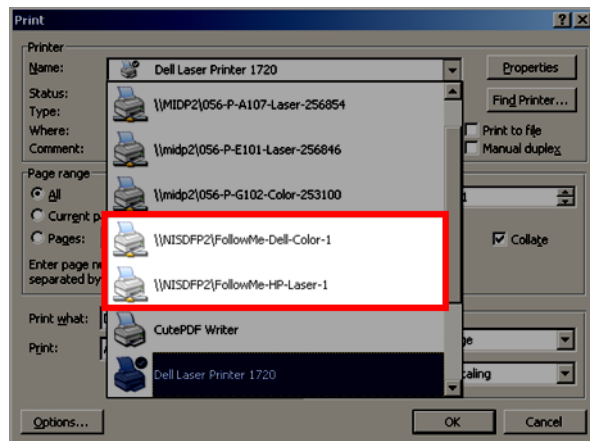 Print
Printer
Name:
Dell Laser Printer 1720
Properties
Status:
\\MIDP2\056-P-A107-Laser-256854
Find Printer...
Type:
Where:
Print to file
Comment:
\\midp2\056-P-E101-Laser-256846
Manual duplex
Page range
All
\\midp2\056-P-G102-Color-253100
1
Current p
Pages:
\\NISDFP2\FollowMe-Dell-Color-1
Collate
Enter page n
separated by
\\NISDFP2\FollowMe-HP-Laser-1
Print what:
CutePDF Writer
Print:
ge
Dell Laser Printer 1720
caling
Options...
OK
Cancel